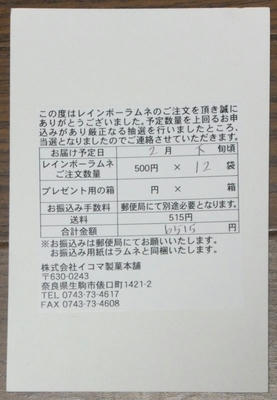 この度はレインボーラムネのご注文を頂き誠に
ありがとうございました。予定数量を上回るお申
込みがあり厳正なる抽選を行いましたところ、
当選となりましたのでご連絡させていただきます。
お届け予定日 2月 下 旬頃
レインボーラムネ
ご注文数量 500円 × 12 袋
プレゼント用の箱 円 × 箱
お振込み手数料 郵便局にて別途必要となります。
送料 515円
合計金額 6515 円
※お振込みは郵便局にてお願いいたします。
お振込み用紙はラムネと同梱いたします。
株式会社イコマ製菓本舗
〒630-0243
奈良県生駒市俵口町1421-2
TEL 0743-73-4617
FAX 0743-73-4608